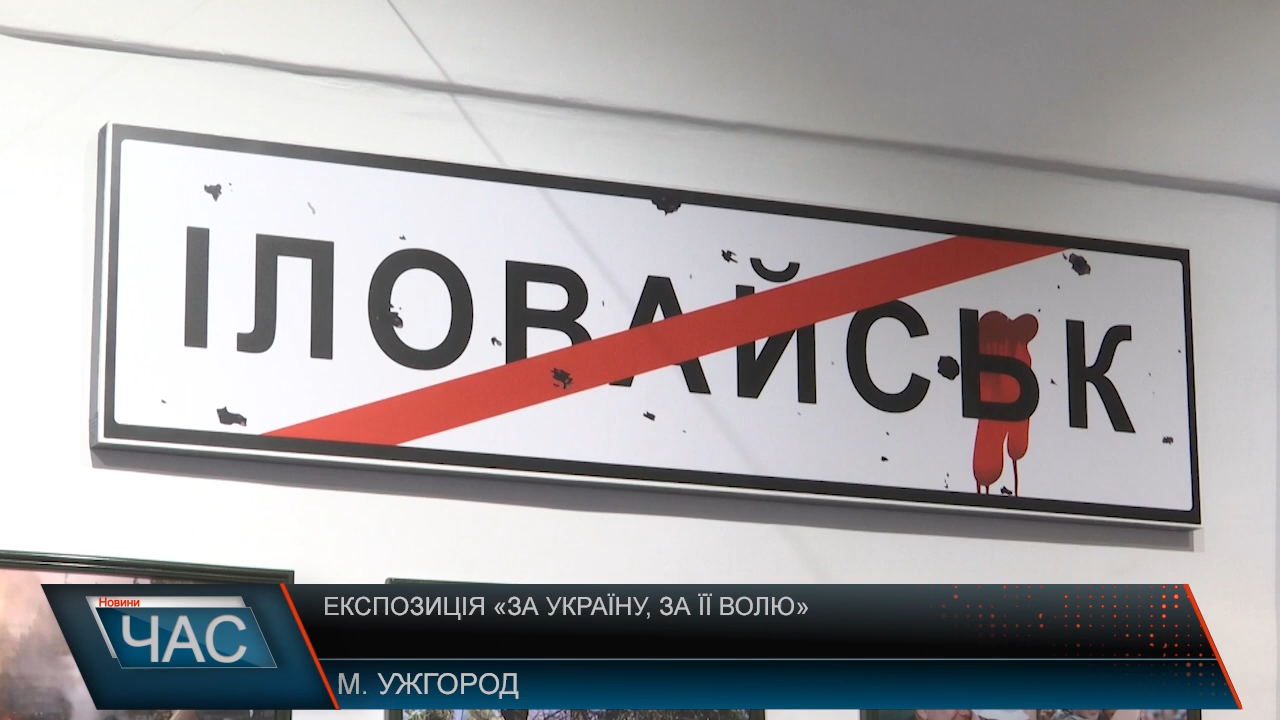 ІЛОВАЙСЬК
Новини
ЧАС
ЕКСПОЗИЦІЯ «ЗА УКРАЇНУ, ЗА ЇЇ ВОЛЮ»
М. УЖГОРОД